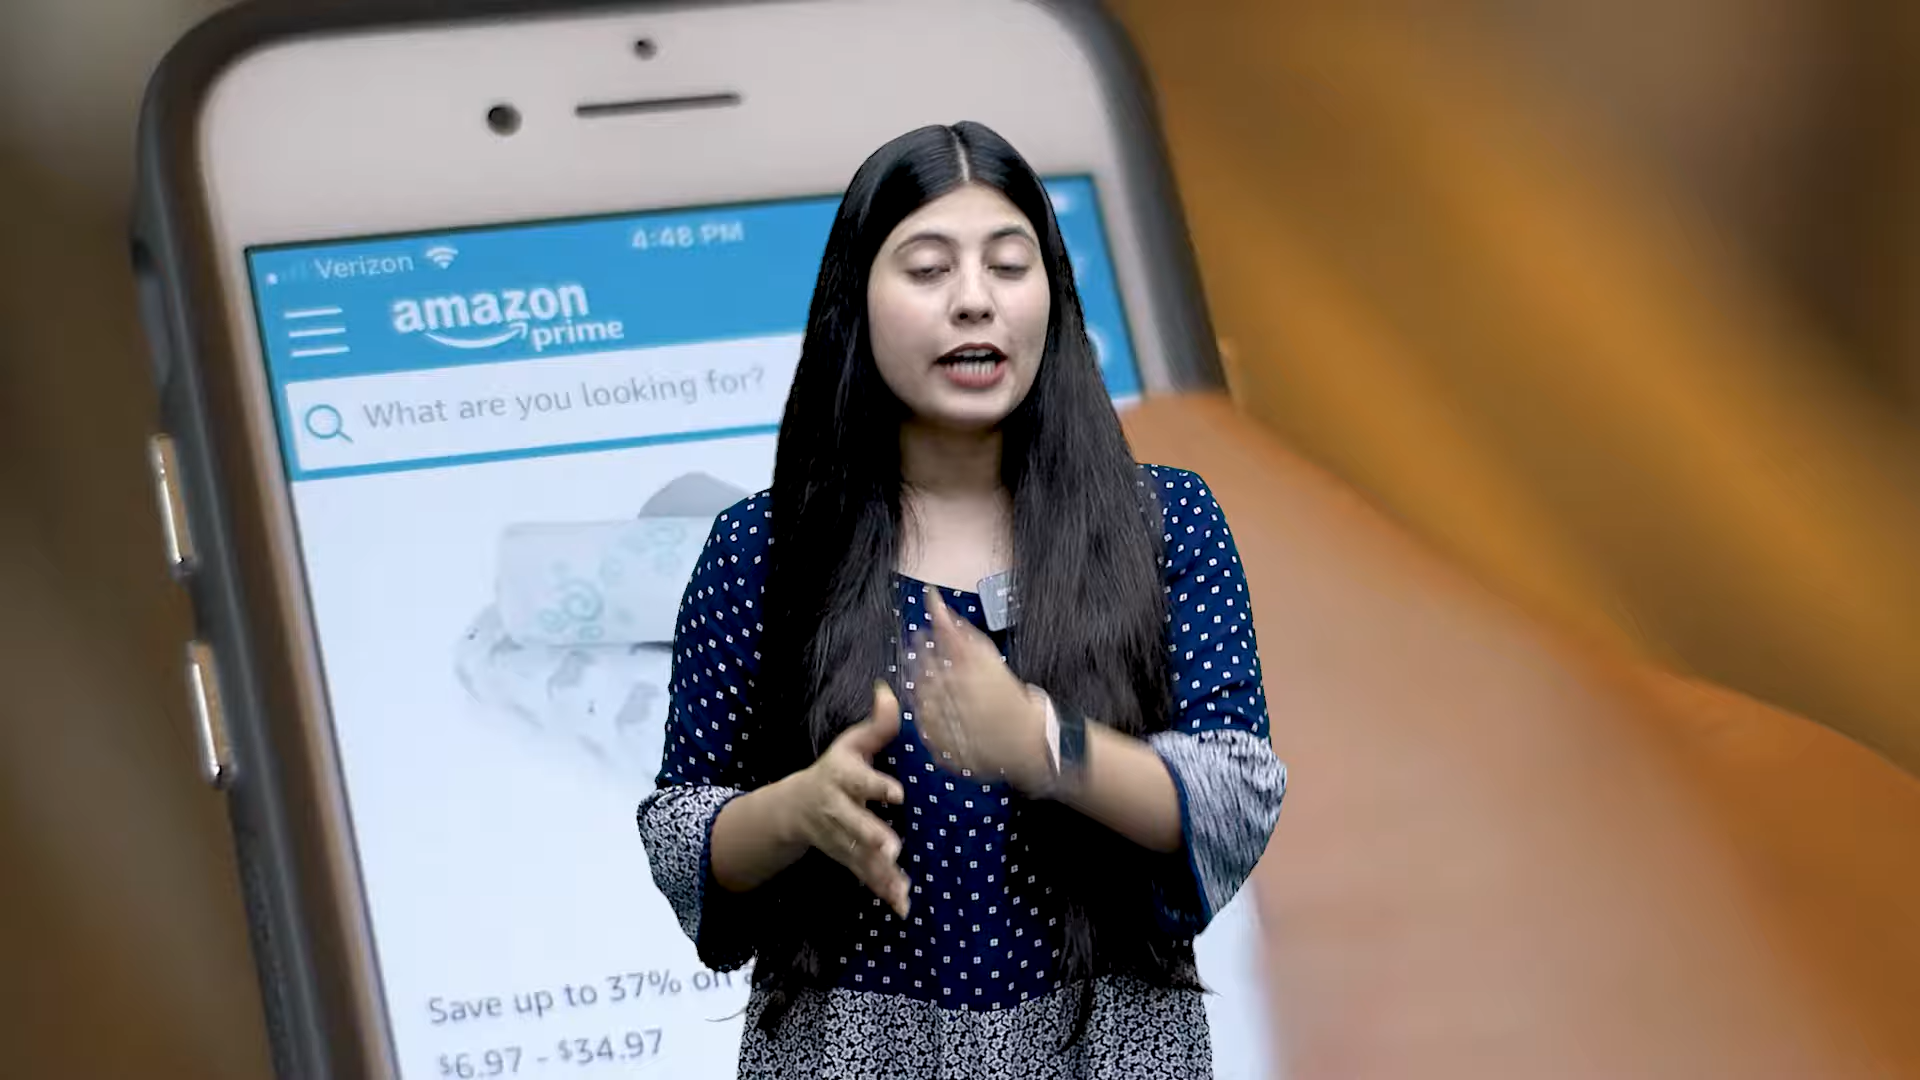 Verizon 4:48 PM
amazon
prime
What are you looking for?
Save up to 37% on
$6.97 - $34.97